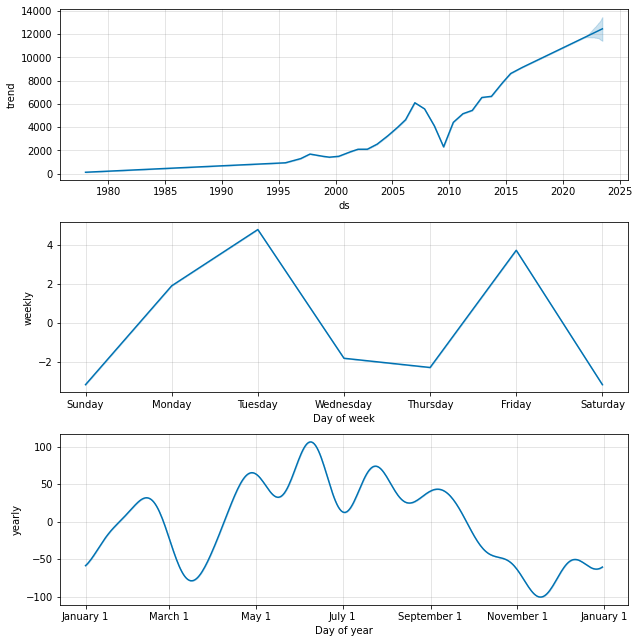 14000
12000
10000
8000
6000
4000
2000
0
trend
1980 1985 1990 1995 2000 2005 2010 2015 2020 2025
ds
4
2
0
−2
weekly
Sunday Monday Tuesday Wednesday Thursday Friday Saturday
Day of week
100
50
0
−50
−100
yearly
January 1 March 1 May 1 July 1 September 1 November 1 January 1
Day of year